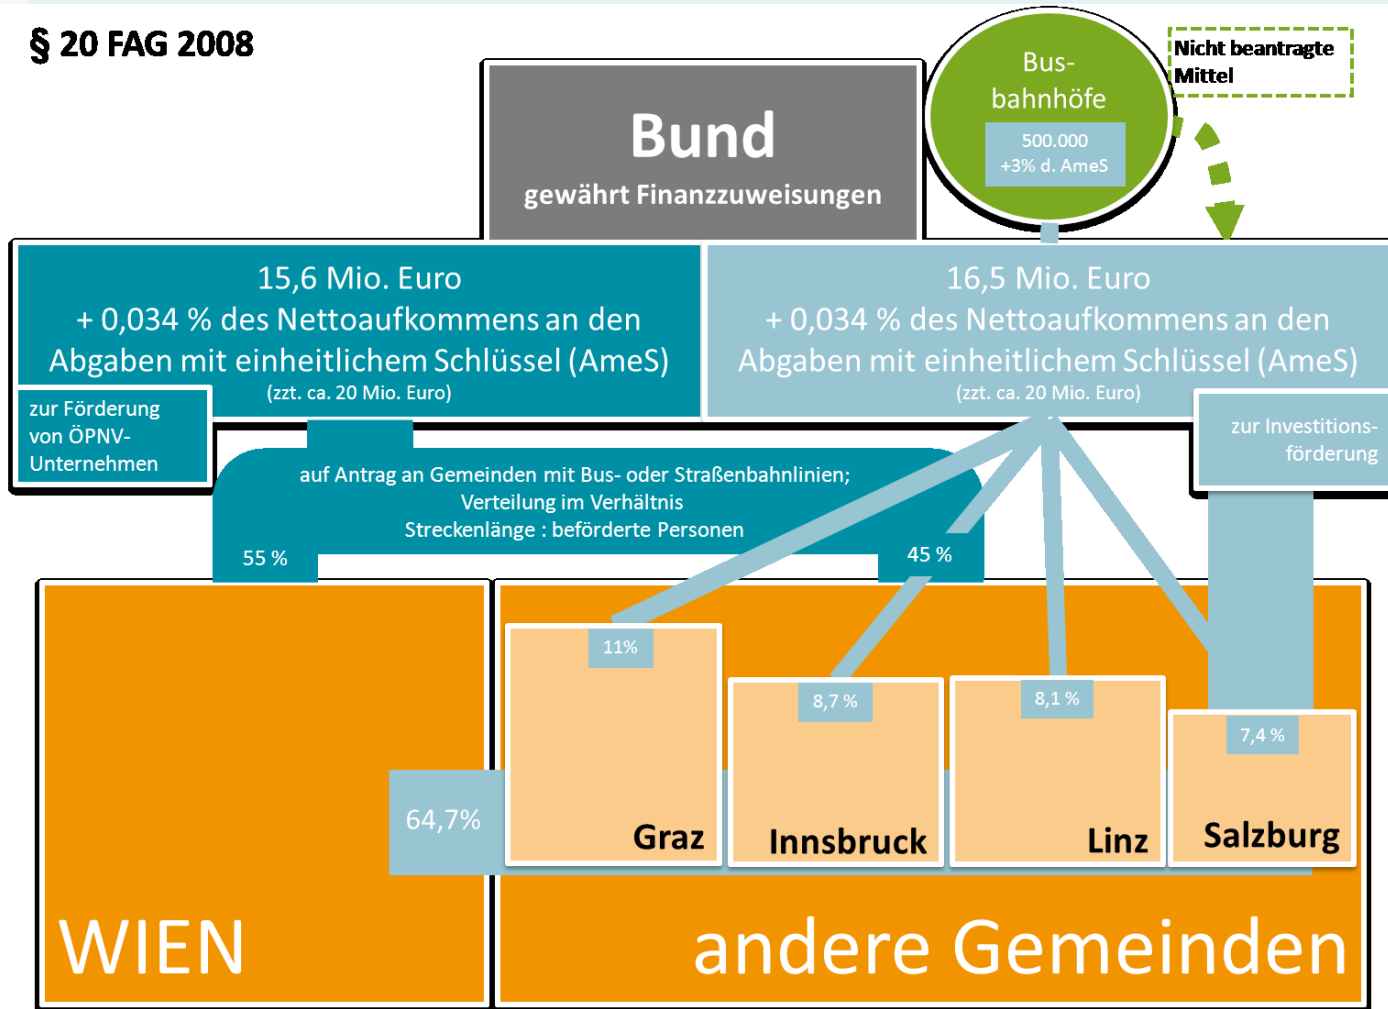 § 20 FAG 2008
Bund
gewährt Finanzzuweisungen
Bus-
bahnhöfe
500.000
+3% d. AmeS
Nicht beantragte
Mittel
15,6 Mio. Euro
+ 0,034 % des Nettoaufkommens an den
Abgaben mit einheitlichem Schlüssel (AmeS)
(zzt. ca. 20 Mio. Euro)
zur Förderung
von ÖPNV-
Unternehmen
16,5 Mio. Euro
+ 0,034 % des Nettoaufkommens an den
Abgaben mit einheitlichem Schlüssel (AmeS)
(zzt. ca. 20 Mio. Euro)
zur Investitions-
förderung
auf Antrag an Gemeinden mit Bus- oder Straßenbahnlinien;
Verteilung im Verhältnis
Streckenlänge : beförderte Personen
55 %
45 %
11%
8,7 %
8,1 %
7,4 %
64,7%
Graz
Innsbruck
Linz
Salzburg
WIEN
andere Gemeinden